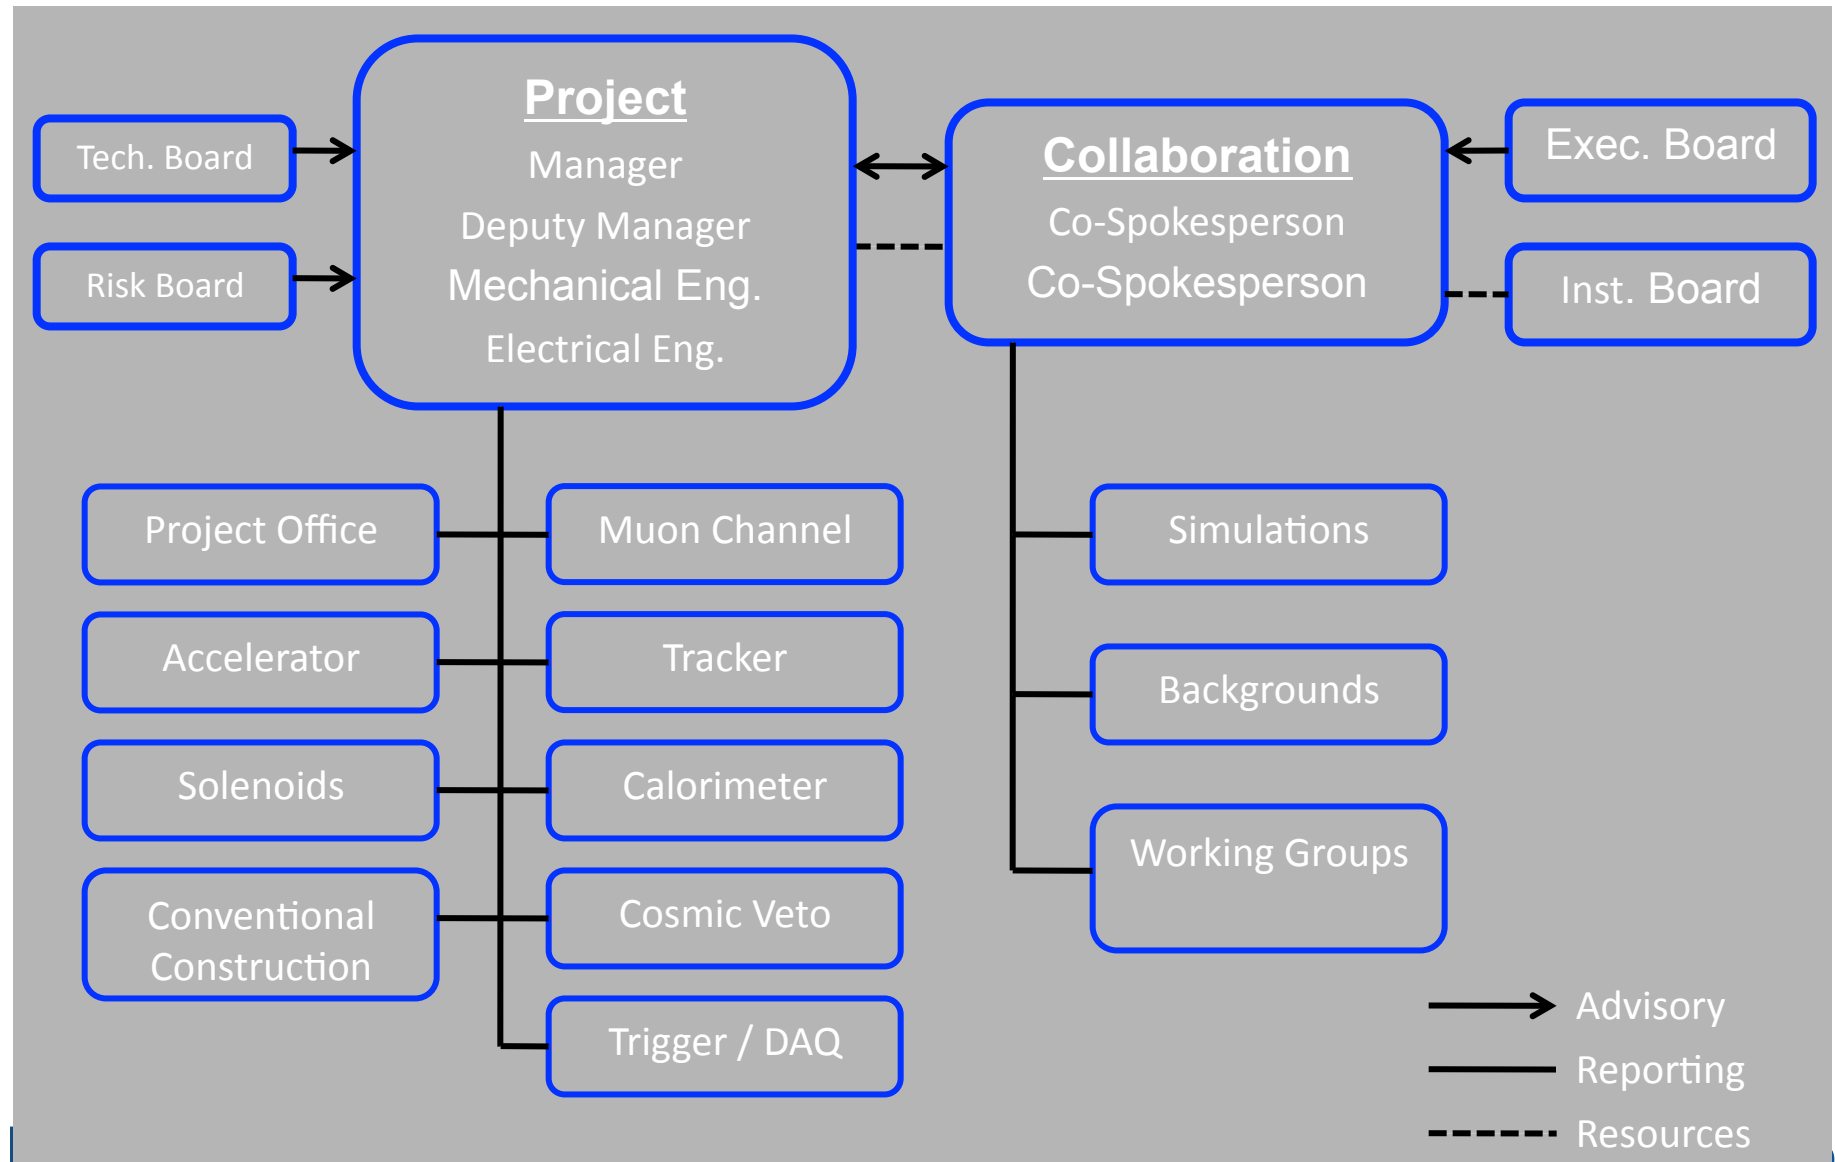 Project
Manager
Deputy Manager
Mechanical Eng.
Electrical Eng.
Tech. Board
Risk Board
Collaboration
Co-Spokesperson
Co-Spokesperson
Exec. Board
Inst. Board
Project Office
Muon Channel
Accelerator
Tracker
Solenoids
Calorimeter
Conventional
Construction
Cosmic Veto
Trigger / DAQ
Simulations
Backgrounds
Working Groups
Advisory
Reporting
Resources